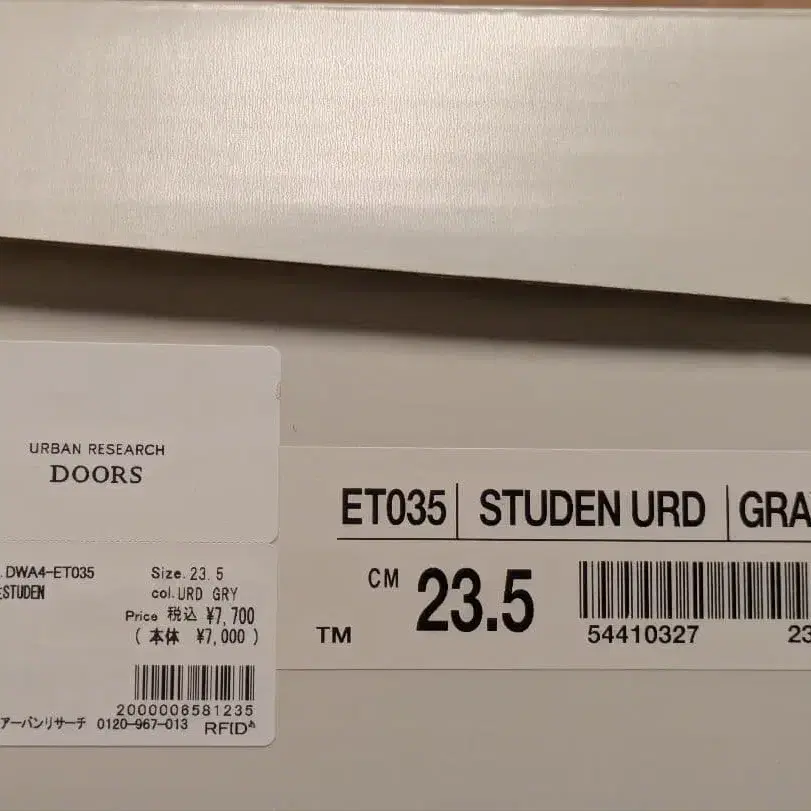 URBAN RESEARCH
DOORS
.DWA4-ET035
STUDEN
Size.23.5
col.URD GRY
Price 税込 ¥7,700
(本体 ¥7,000)
2000006581235
アーバンリサーチ 0120-967-013 RFID
ET035 STUDEN URD GRA
CM 23.5
TM
54410327 23